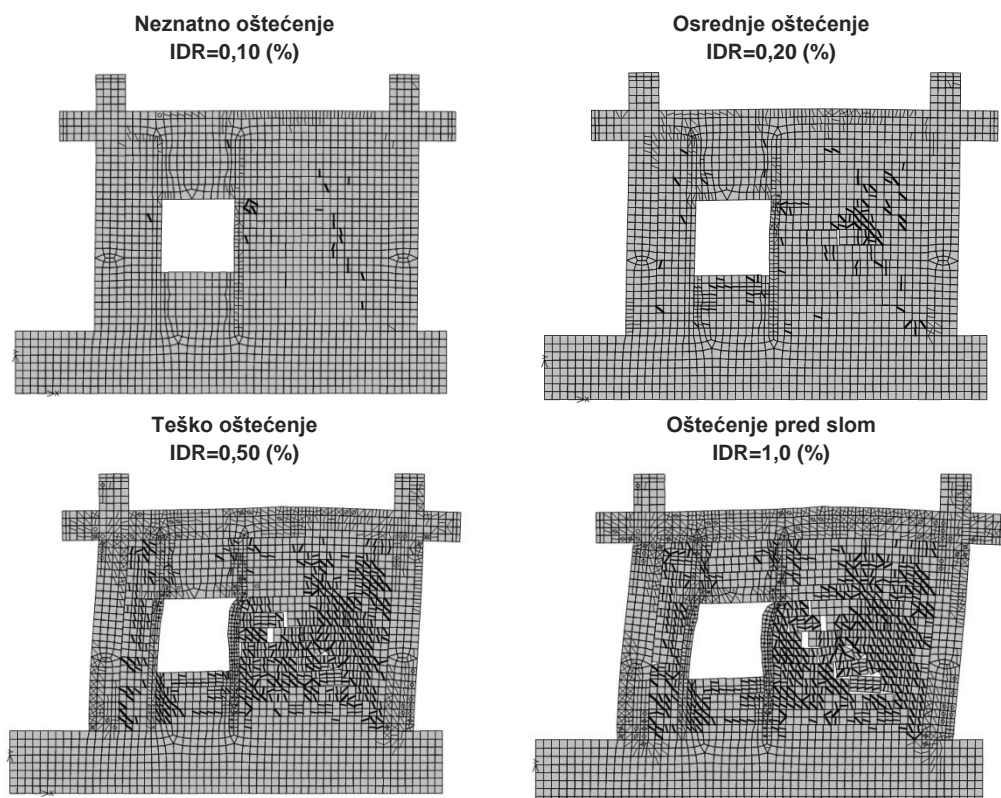 Neznatno oštećenje
IDR=0,10 (%)
Osrednje oštećenje
IDR=0,20 (%)
Teško oštećenje
IDR=0,50 (%)
Oštećenje pred slom
IDR=1,0 (%)